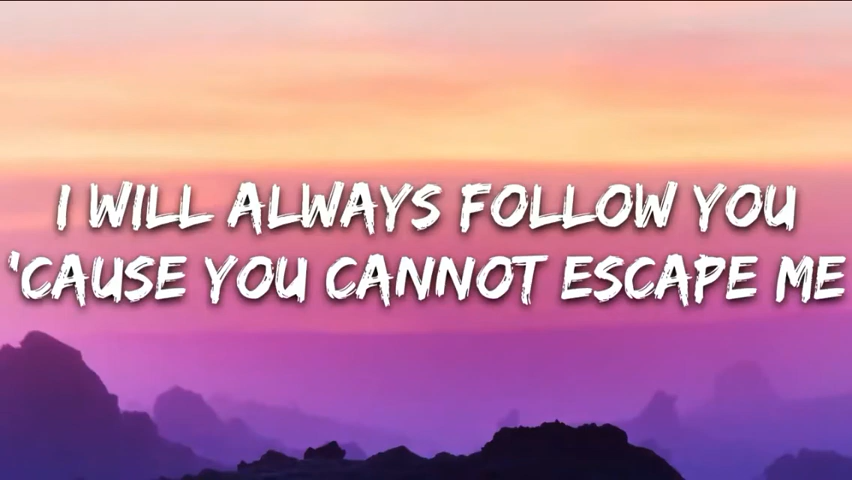 I WILL ALWAYS FOLLOW YOU
'CAUSE YOU CANNOT ESCAPE ME